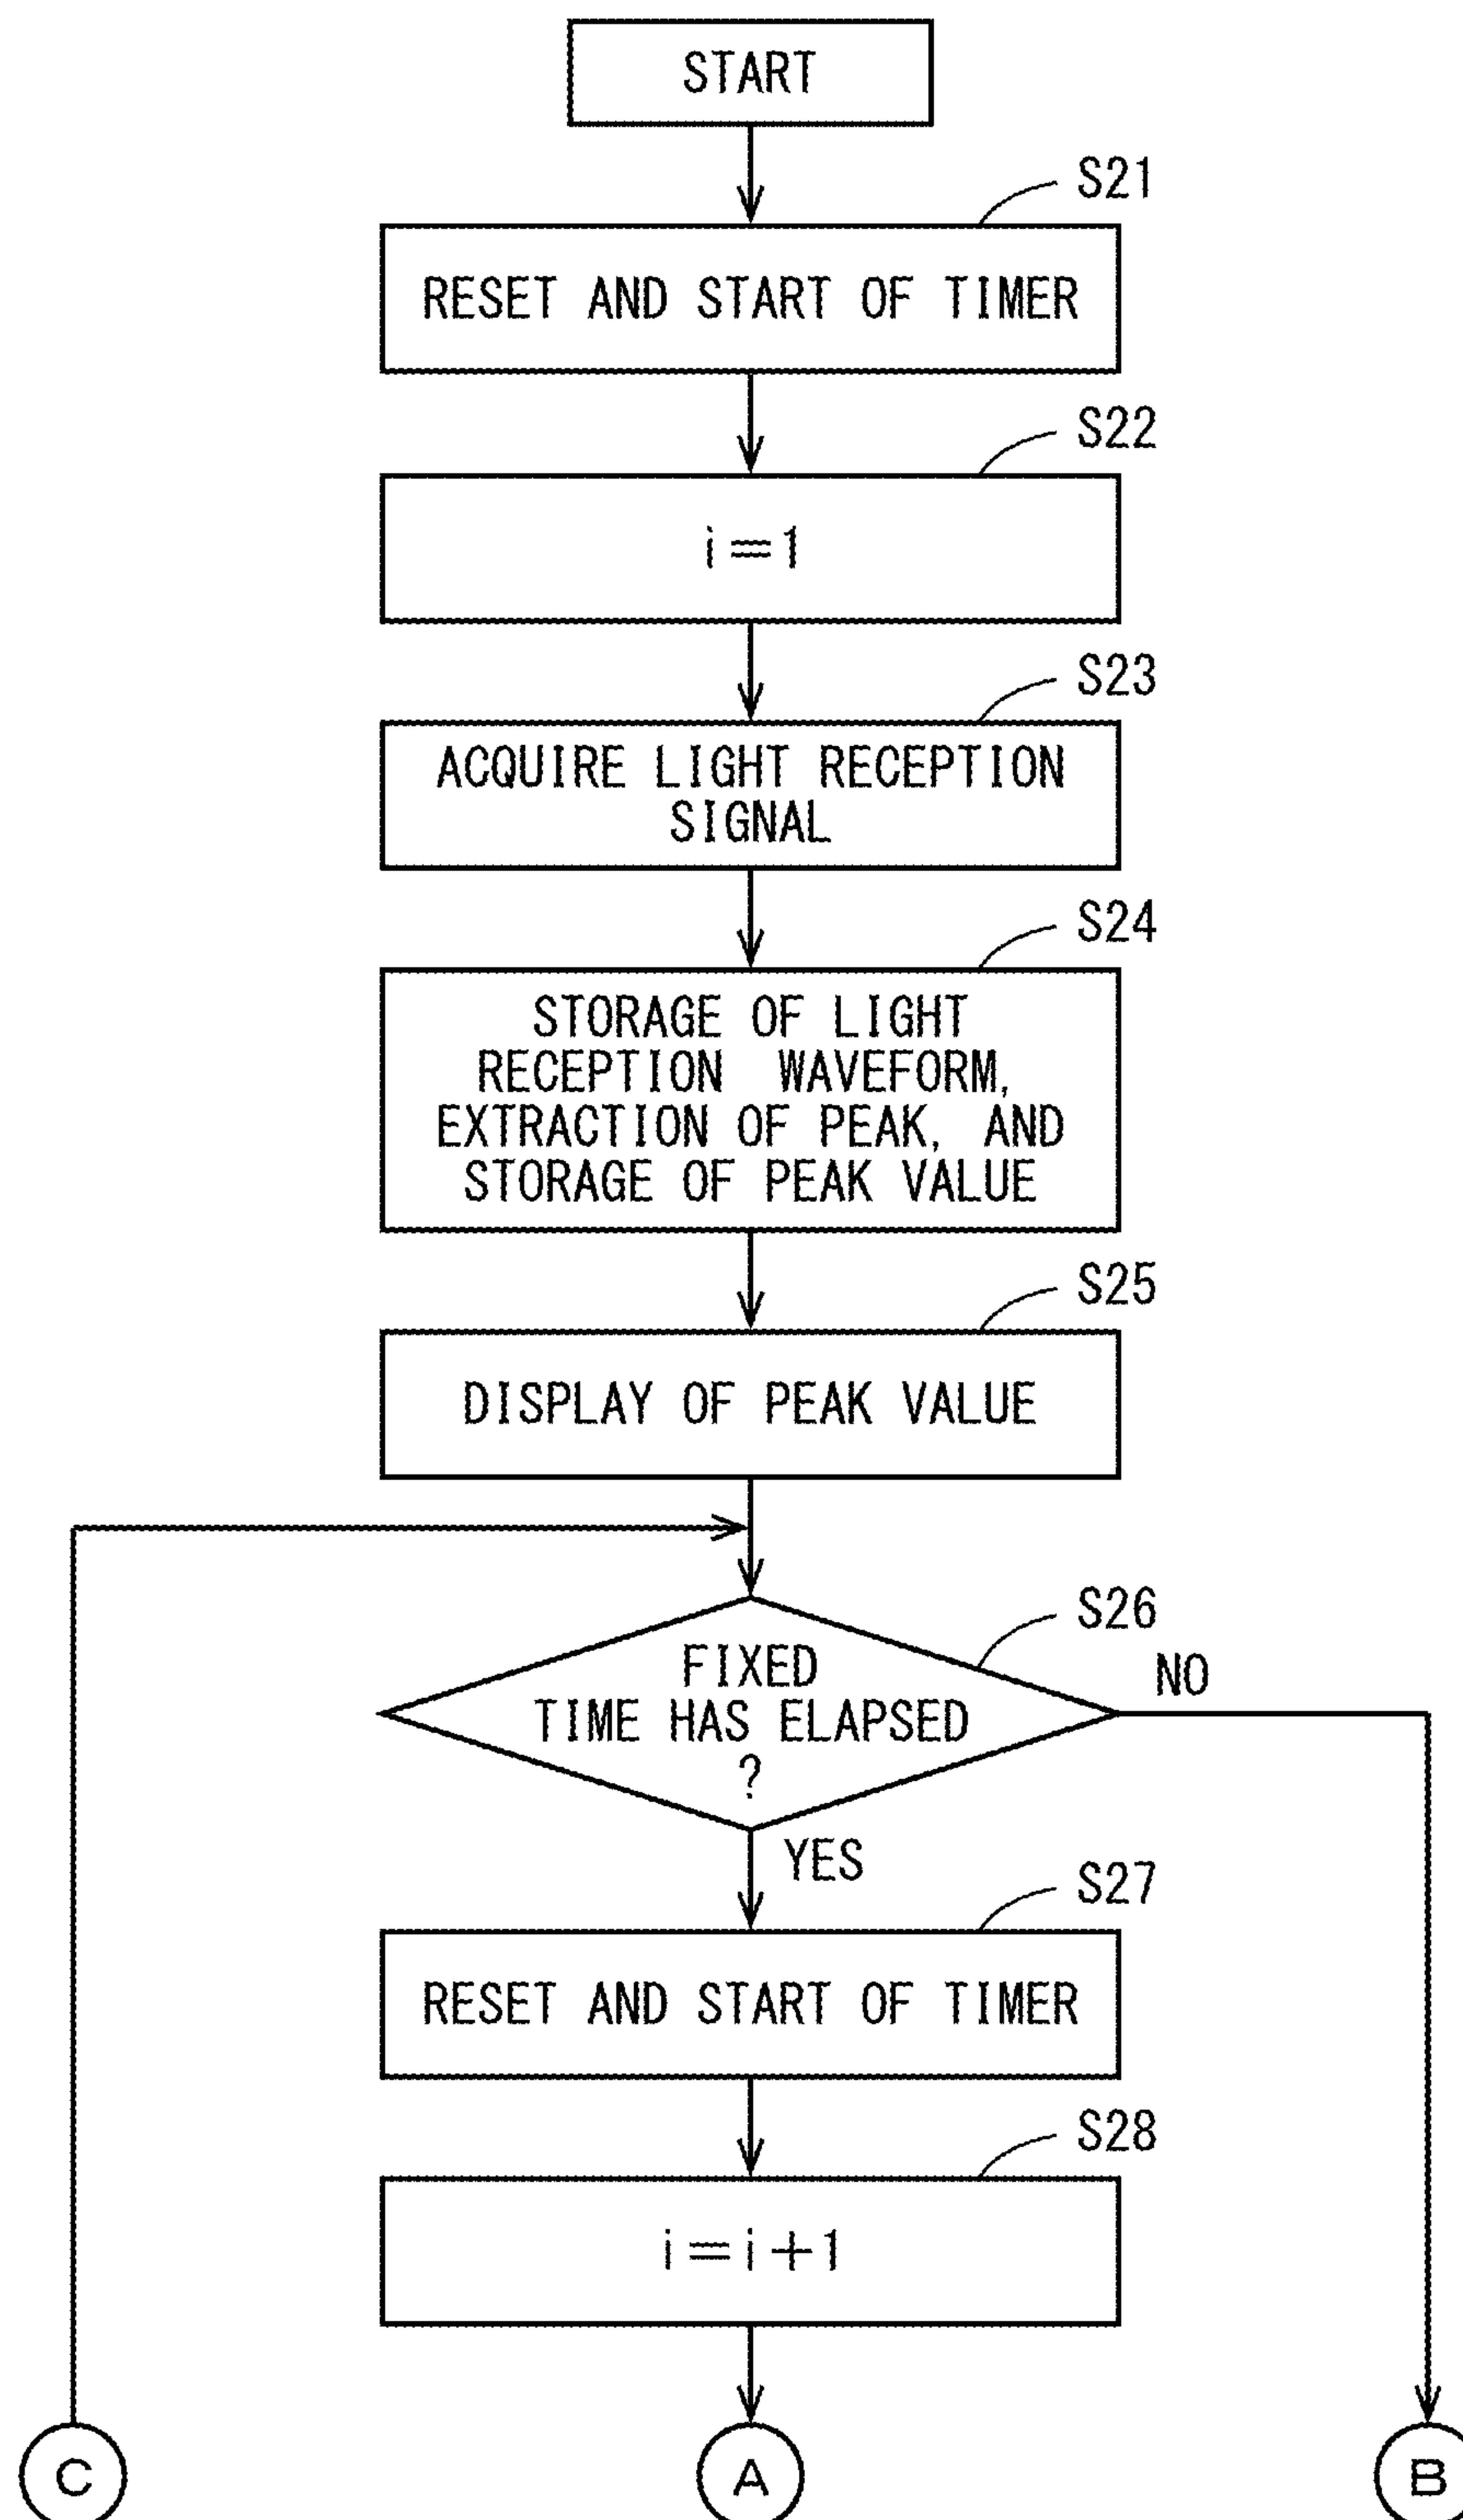 START
S21
RESET AND START OF TIMER
S22
i=1
S23
ACQUIRE LIGHT RECEPTION
SIGNAL
S24
STORAGE OF LIGHT
RECEPTION WAVEFORM,
EXTRACTION OF PEAK, AND
STORAGE OF PEAK VALUE
S25
DISPLAY OF PEAK VALUE
S26
FIXED
TIME HAS ELAPSED
?
NO
YES
S27
RESET AND START OF TIMER
S28
i=i+1
C
A
B